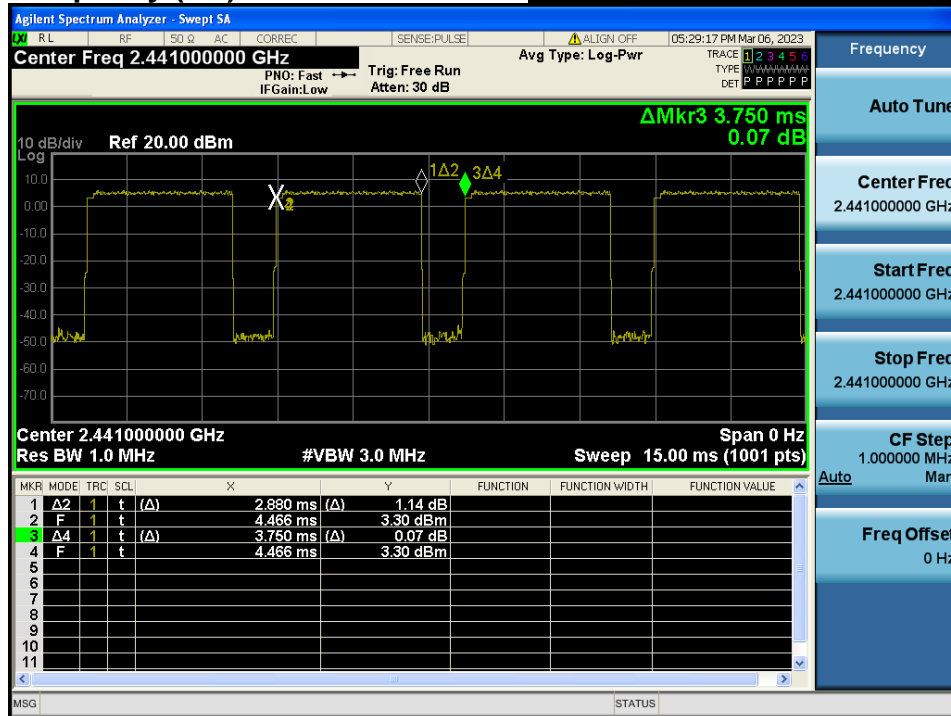 Agilent Spectrum Analyzer - Swept SA
LXI RL RF 50 Ω AC CORREC SENSE:PULSE ALIGN OFF 05:29:17 PM Mar 06, 2023
Center Freq 2.441000000 GHz
PNO: Fast
IFGain:Low
Trig: Free Run
Atten: 30 dB
Avg Type: Log-Pwr
TRACE 1 2 3 4 5 6
TYPE WWWWWW
DET P P P P P P
ΔMkr3 3.750 ms
0.07 dB
10 dB/div Ref 20.00 dBm
Log
1Δ2 3Δ4
10.0
2
0.00
-10.0
-20.0
-30.0
-40.0
-50.0
-60.0
-70.0
Center 2.441000000 GHz Span 0 Hz
Res BW 1.0 MHz #VBW 3.0 MHz Sweep 15.00 ms (1001 pts)
MKR MODE TRC SCL X Y FUNCTION FUNCTION WIDTH FUNCTION VALUE
1 Δ2 1 t (Δ) 2.880 ms (Δ) 1.14 dB
2 F 1 t 4.466 ms 3.30 dBm
3 Δ4 1 t (Δ) 3.750 ms (Δ) 0.07 dB
4 F 1 t 4.466 ms 3.30 dBm
5
6
7
8
9
10
11
MSG STATUS
Frequency
Auto Tune
Center Freq
2.441000000 GHz
Start Freq
2.441000000 GHz
Stop Freq
2.441000000 GHz
CF Step
1.000000 MHz
Auto Man
Freq Offset
0 Hz